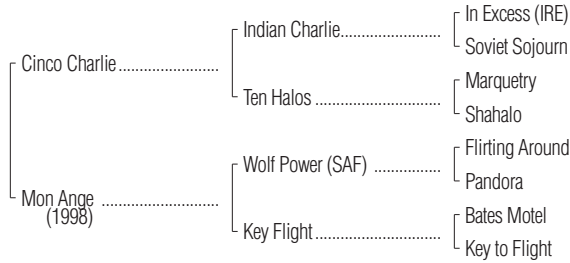 In Excess (IRE)
Indian Charlie.....................
Soviet Sojourn
Cinco Charlie .......................
Marquetry
Ten Halos ..........................
Shahalo
Flirting Around
Wolf Power (SAF) ...............
Pandora
Mon Ange ...........................
(1998)
Bates Motel
Key Flight...........................
Key to Flight